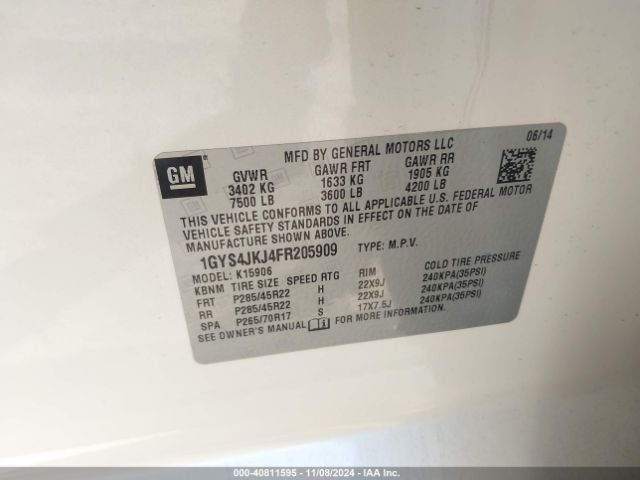 MFD BY GENERAL MOTORS LLC 06/14
GM
GVWR GAWR FRT GAWR RR
3402 KG 1633 KG 1905 KG
7500 LB 3600 LB 4200 LB
THIS VEHICLE CONFORMS TO ALL APPLICABLE U.S. FEDERAL MOTOR
VEHICLE SAFETY STANDARDS IN EFFECT ON THE DATE OF
MANUFACTURE SHOWN ABOVE.
1GYS4JKJ4FR205909 TYPE: M.P.V.
MODEL: K15906
KBNM TIRE SIZE SPEED RTG RIM COLD TIRE PRESSURE
FRT P285/45R22 H 22X9J 240KPA(35PSI)
RR P285/45R22 H 22X9J 240KPA(35PSI)
SPA P265/70R17 S 17X7.5J 240KPA(35PSI)
SEE OWNER'S MANUAL FOR MORE INFORMATION.
000-40811595 - 11/08/2024 - IAA Inc.